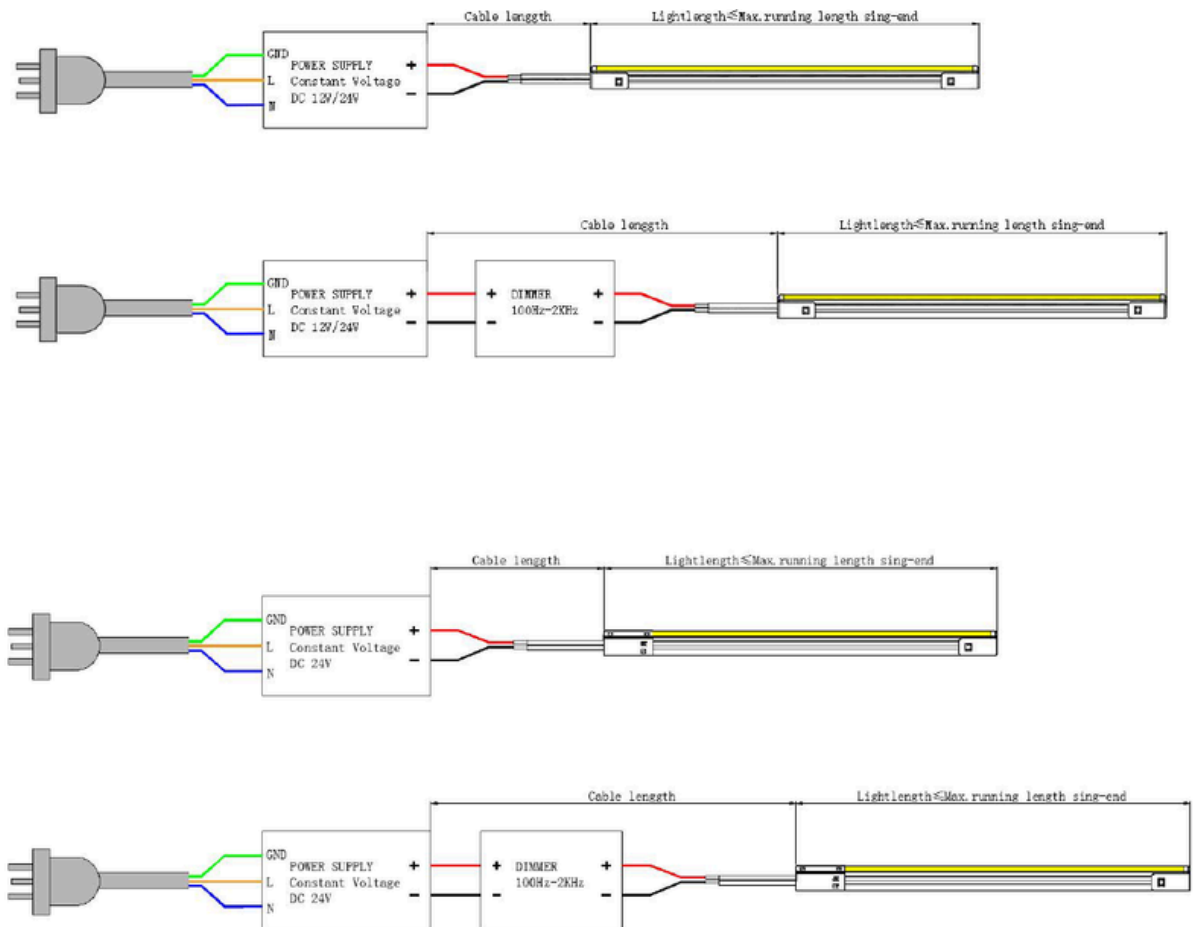 Cable lenggth
Lightlength≤Max.running length sing-end
GND
POWER SUPPLY
+
L
Constant Voltage
DC 12V/24V
−
N
Cable lenggth
Lightlength≤Max.running length sing-end
GND
POWER SUPPLY
+
+
DIMMER
+
L
Constant Voltage
100Hz-2KHz
DC 12V/24V
−
−
−
N
Cable lenggth
Lightlength≤Max.running length sing-end
GND
POWER SUPPLY
+
L
Constant Voltage
DC 24V
−
N
Cable lenggth
Lightlength≤Max.running length sing-end
GND
POWER SUPPLY
+
+
DIMMER
+
L
Constant Voltage
100Hz-2KHz
DC 24V
−
−
−
N